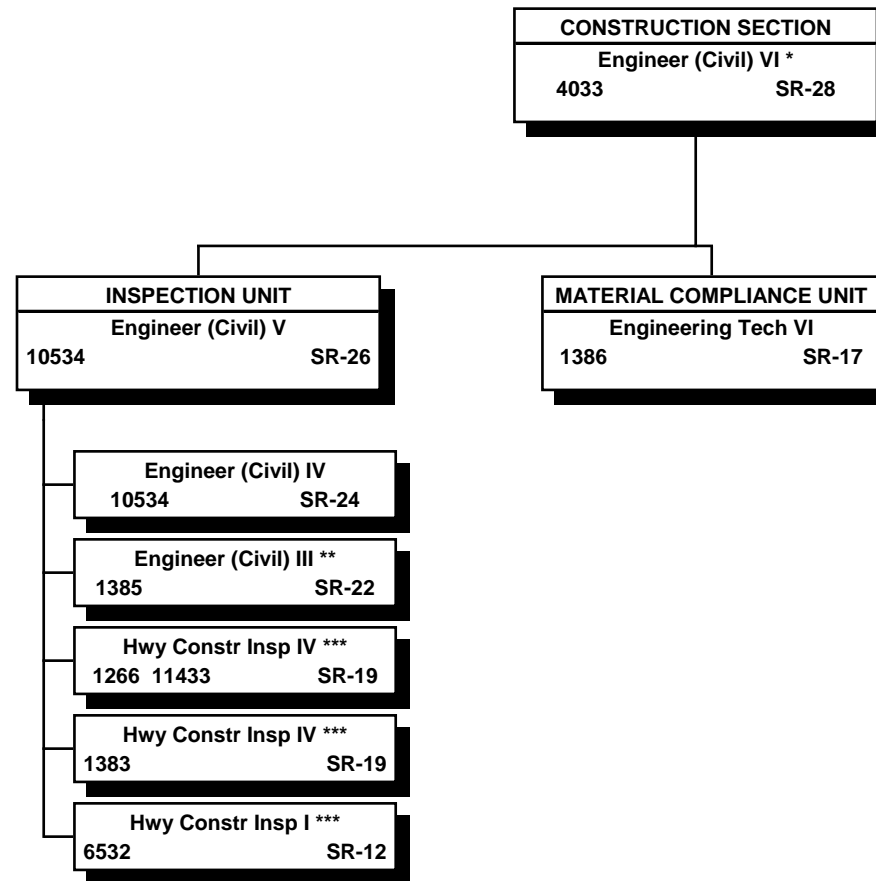 CONSTRUCTION SECTION
Engineer (Civil) VI *
4033 SR-28
INSPECTION UNIT
Engineer (Civil) V
10534 SR-26
MATERIAL COMPLIANCE UNIT
Engineering Tech VI
1386 SR-17
Engineer (Civil) IV
10534 SR-24
Engineer (Civil) III **
1385 SR-22
Hwy Constr Insp IV ***
1266 11433 SR-19
Hwy Constr Insp IV ***
1383 SR-19
Hwy Constr Insp I ***
6532 SR-12